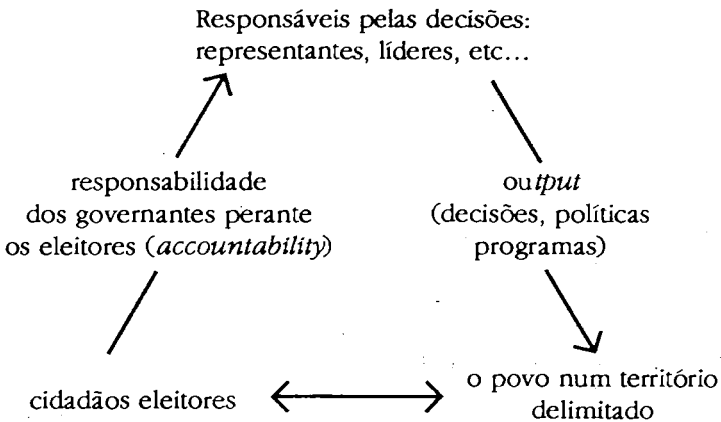 Responsáveis pelas decisões:
representantes, líderes, etc...
responsabilidade
dos governantes perante
os eleitores (accountability)
output
(decisões, políticas
programas)
cidadãos eleitores
o povo num território
delimitado